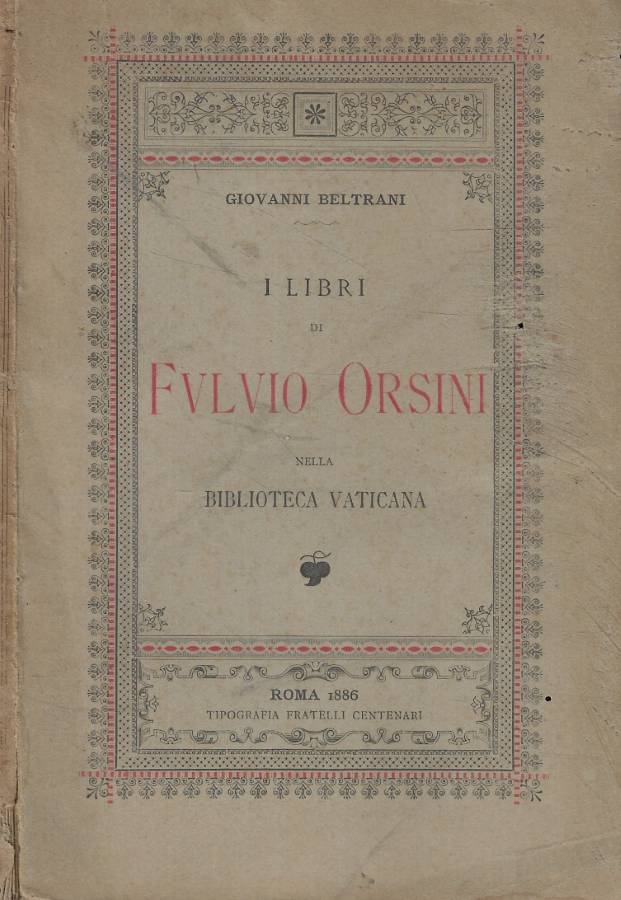 GIOVANNI BELTRANI
I LIBRI
DI
FVLVIO ORSINI
NELLA
BIBLIOTECA VATICANA
ROMA 1886
TIPOGRAFIA FRATELLI CENTENARI